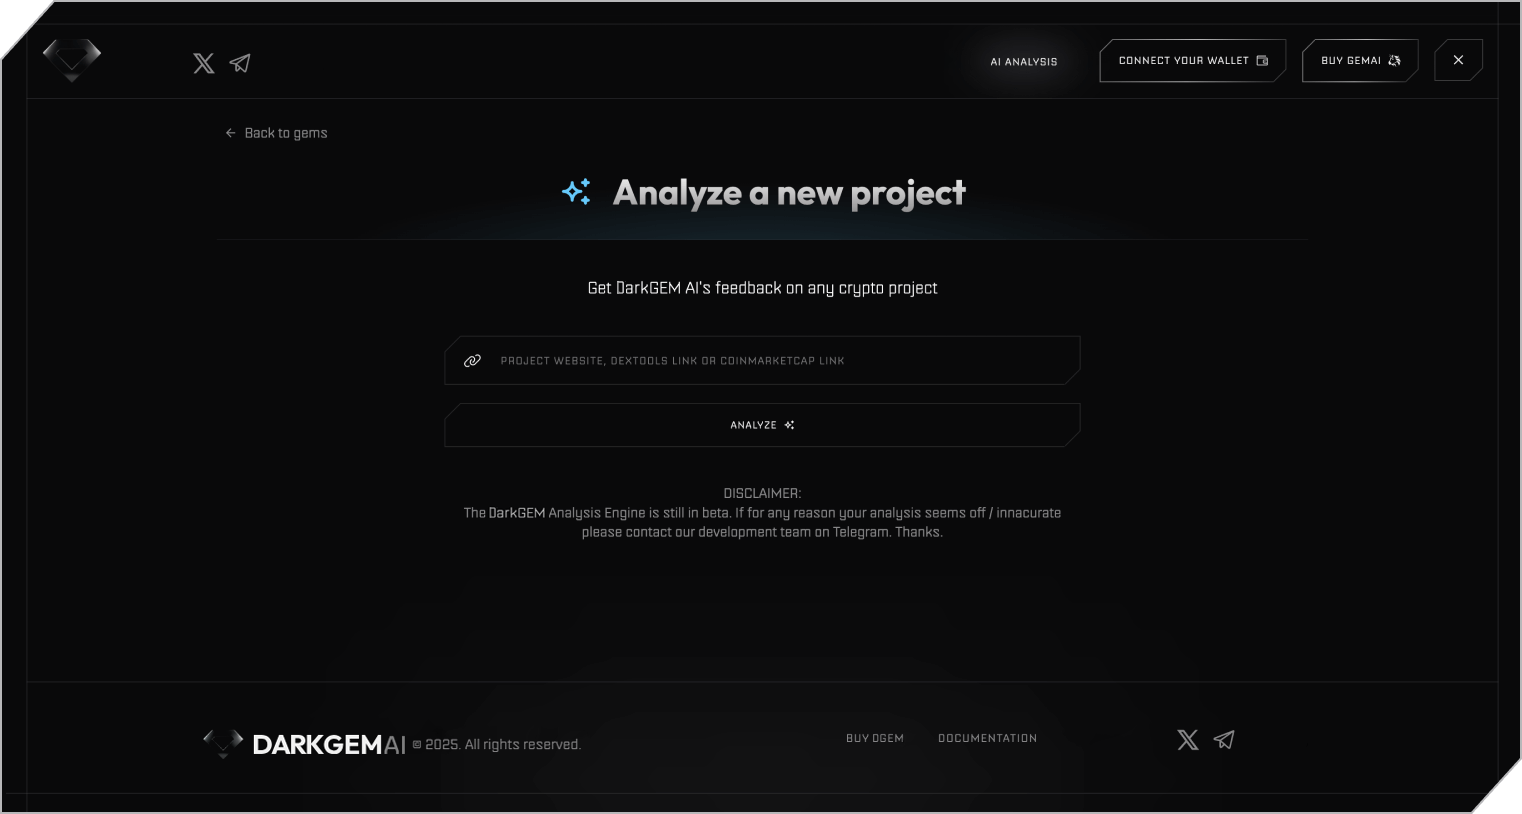 AI ANALYSIS
CONNECT YOUR WALLET
BUY GEMAI
Back to gems
Analyze a new project
Get DarkGEM AI's feedback on any crypto project
PROJECT WEBSITE, DEXTOOLS LINK OR COINMARKETCAP LINK
ANALYZE
DISCLAIMER:
The DarkGEM Analysis Engine is still in beta. If for any reason your analysis seems off / innacurate
please contact our development team on Telegram. Thanks.
DARKGEMAI © 2025. All rights reserved.
BUY DGEM
DOCUMENTATION